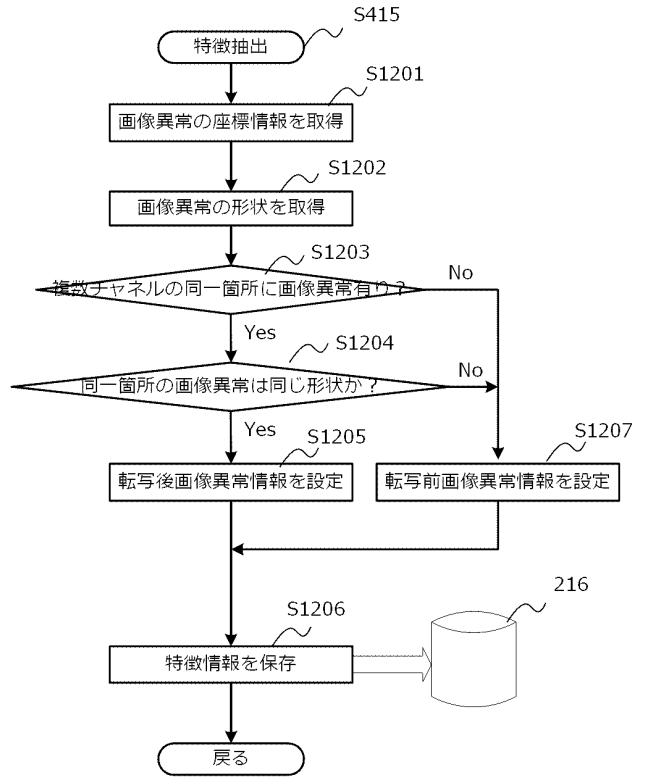 S415
特徴抽出
S1201
画像異常の座標情報を取得
S1202
画像異常の形状を取得
S1203
複数チャネルの同一箇所に画像異常有り？
No
Yes
S1204
同一箇所の画像異常は同じ形状か？
No
Yes
S1205
転写後画像異常情報を設定
S1207
転写前画像異常情報を設定
S1206
特徴情報を保存
216
戻る